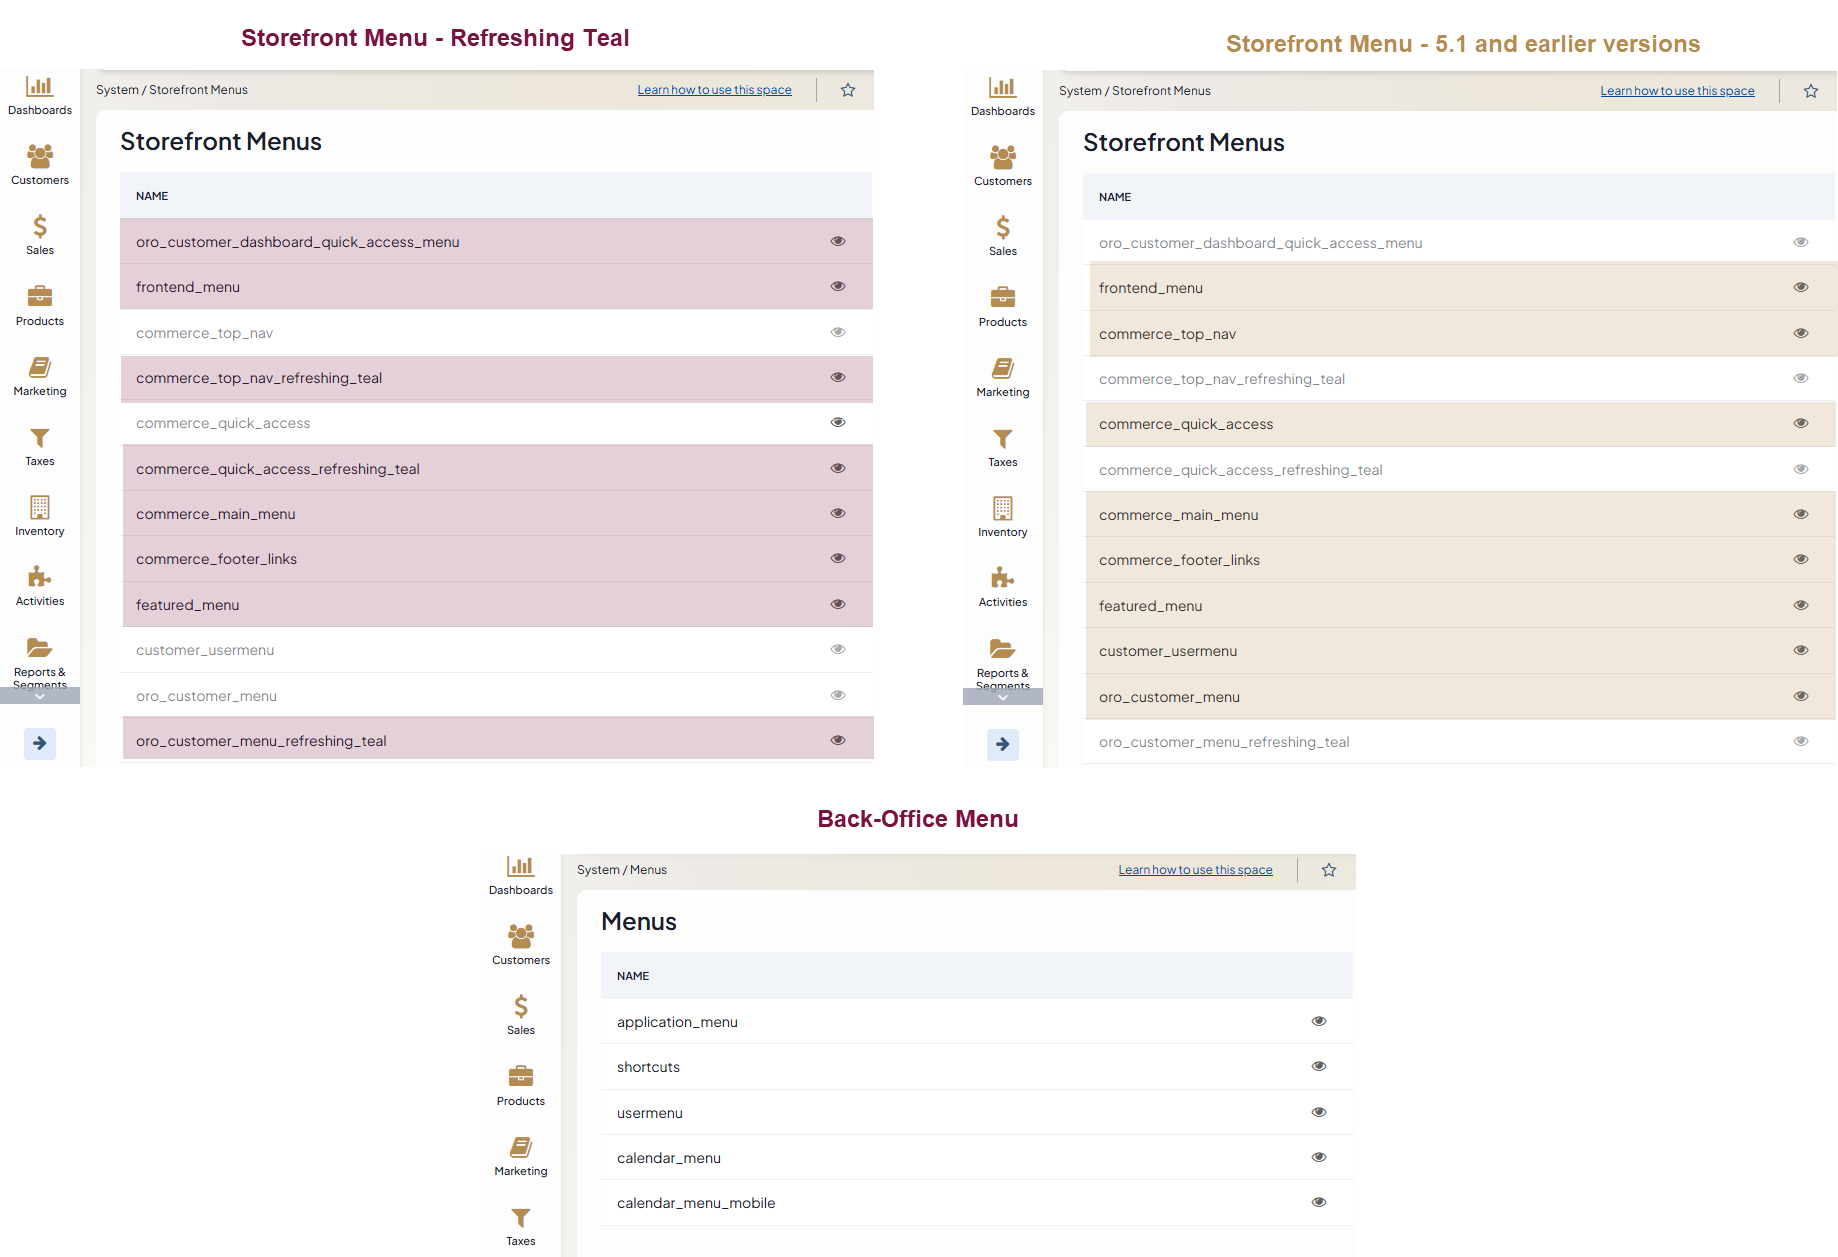 Storefront Menu - Refreshing Teal
Dashboards
Customers
Sales
Products
Marketing
Taxes
Inventory
Activities
Reports &
Segments
System / Storefront Menus
Learn how to use this space
Storefront Menus
NAME
oro_customer_dashboard_quick_access_menu
frontend_menu
commerce_top_nav
commerce_top_nav_refreshing_teal
commerce_quick_access
commerce_quick_access_refreshing_teal
commerce_main_menu
commerce_footer_links
featured_menu
customer_usermenu
oro_customer_menu
oro_customer_menu_refreshing_teal
Storefront Menu - 5.1 and earlier versions
Dashboards
Customers
Sales
Products
Marketing
Taxes
Inventory
Activities
Reports &
Segments
System / Storefront Menus
Learn how to use this space
Storefront Menus
NAME
oro_customer_dashboard_quick_access_menu
frontend_menu
commerce_top_nav
commerce_top_nav_refreshing_teal
commerce_quick_access
commerce_quick_access_refreshing_teal
commerce_main_menu
commerce_footer_links
featured_menu
customer_usermenu
oro_customer_menu
oro_customer_menu_refreshing_teal
Back-Office Menu
Dashboards
Customers
Sales
Products
Marketing
Taxes
System / Menus
Learn how to use this space
Menus
NAME
application_menu
shortcuts
usermenu
calendar_menu
calendar_menu_mobile